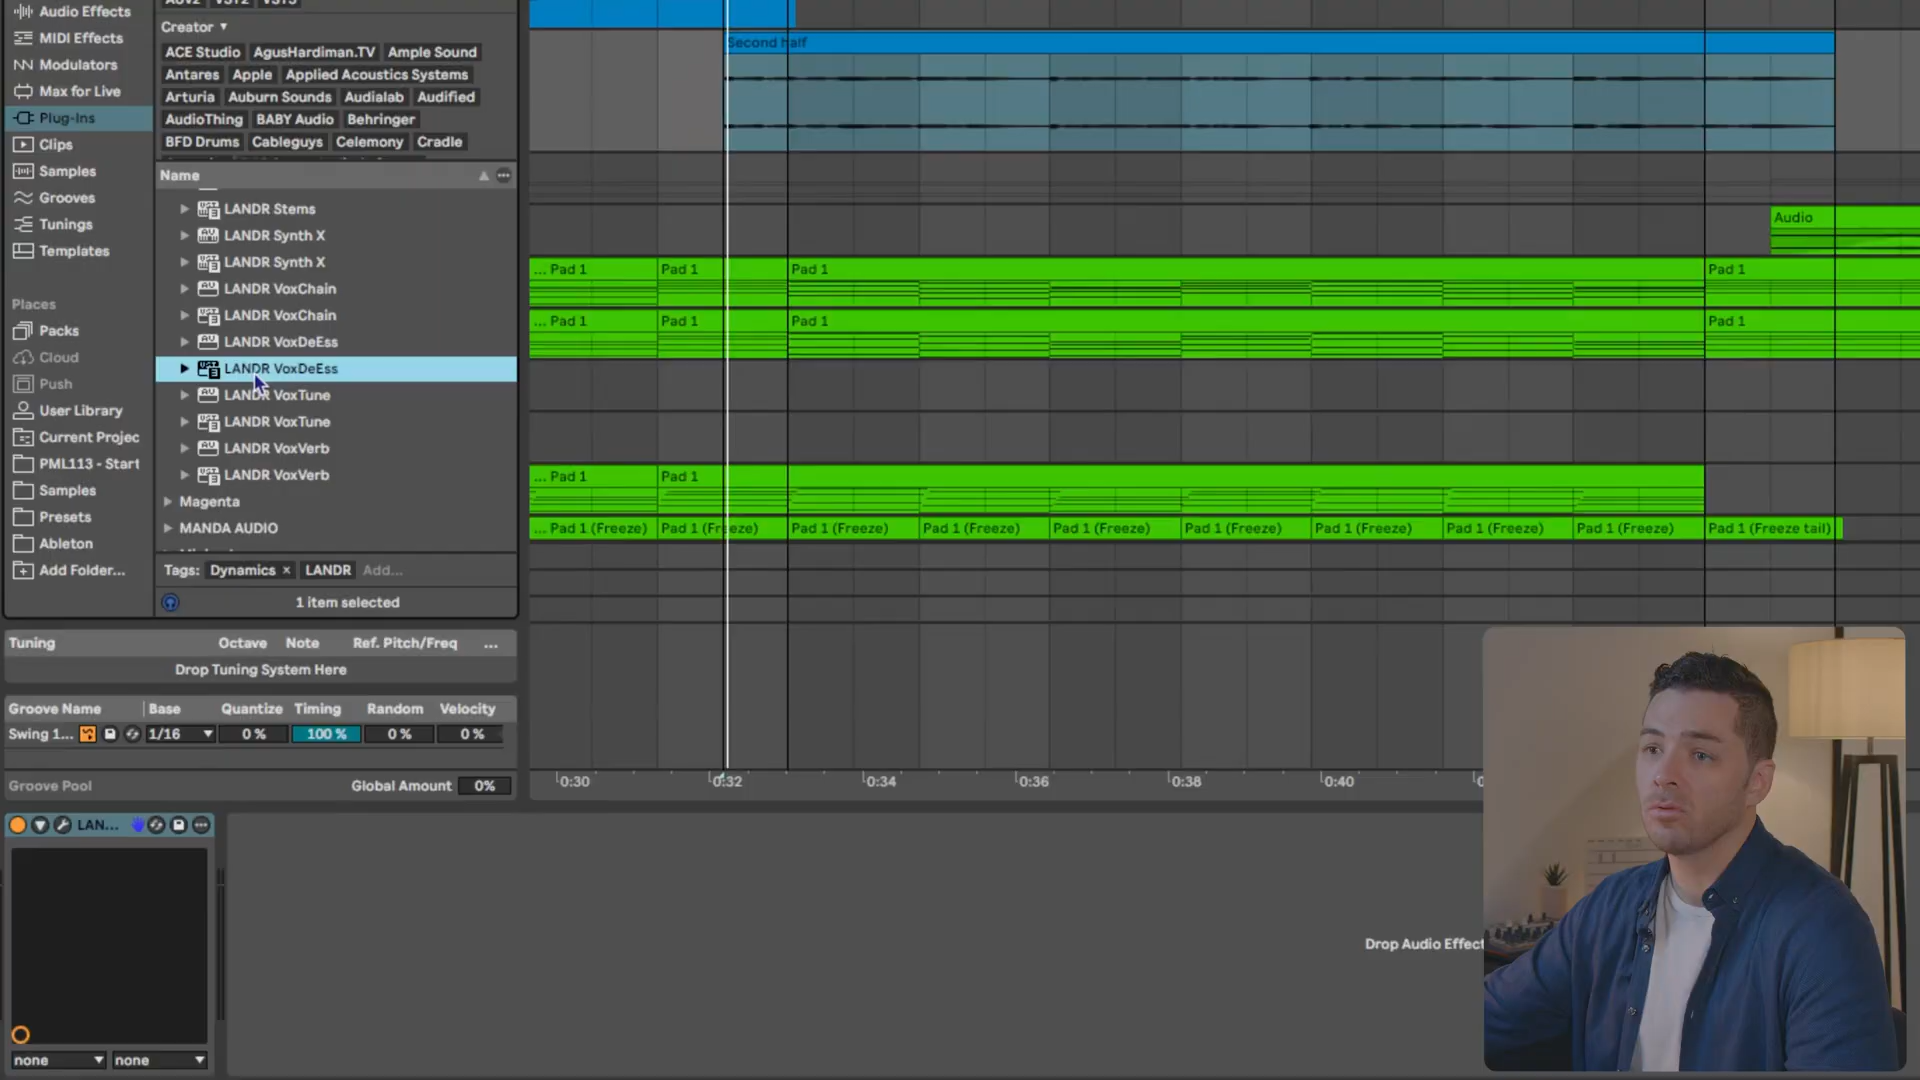 Audio Effects
MIDI Effects
Modulators
Max for Live
Plug-Ins
Clips
Samples
Grooves
Tunings
Templates
Places
Packs
Cloud
Push
User Library
Current Projec
PML113 - Start
Samples
Presets
Ableton
Add Folder...
AUv2 VST2 VST3
Creator
ACE Studio AgusHardiman.TV Ample Sound
Antares Apple Applied Acoustics Systems
Arturia Auburn Sounds Audialab Audified
AudioThing BABY Audio Behringer
BFD Drums Cableguys Celemony Cradle
Name
LANDR Stems
LANDR Synth X
LANDR Synth X
LANDR VoxChain
LANDR VoxChain
LANDR VoxDeEss
LANDR VoxDeEss
LANDR VoxTune
LANDR VoxTune
LANDR VoxVerb
LANDR VoxVerb
Magenta
MANDA AUDIO
Tags: Dynamics × LANDR Add...
1 item selected
Tuning Octave Note Ref. Pitch/Freq ...
Drop Tuning System Here
Groove Name Base Quantize Timing Random Velocity
Swing 1... 1/16 0 % 100 % 0 % 0 %
Groove Pool Global Amount 0%
Second half
Audio
... Pad 1 Pad 1 Pad 1 Pad 1
... Pad 1 Pad 1 Pad 1 Pad 1
... Pad 1 Pad 1
... Pad 1 (Freeze) Pad 1 (Freeze) Pad 1 (Freeze) Pad 1 (Freeze) Pad 1 (Freeze) Pad 1 (Freeze) Pad 1 (Freeze) Pad 1 (Freeze) Pad 1 (Freeze) Pad 1 (Freeze tail)
0:30 0:32 0:34 0:36 0:38 0:40
LAN...
none none
Drop Audio Effect